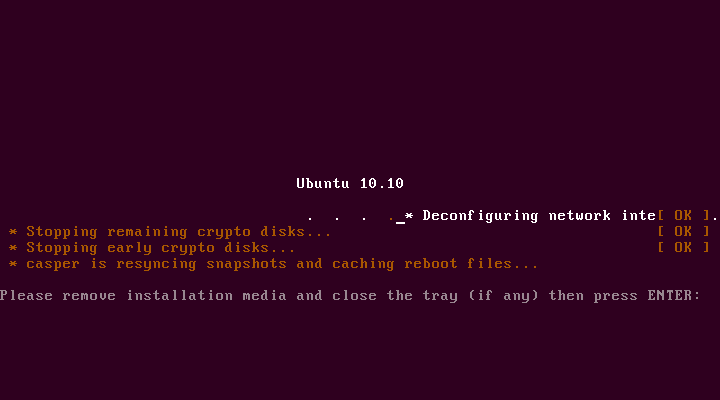 Ubuntu 10.10
. . . ._* Deconfiguring network inte[ OK ].
* Stopping remaining crypto disks... [ OK ]
* Stopping early crypto disks... [ OK ]
* casper is resyncing snapshots and caching reboot files...
Please remove installation media and close the tray (if any) then press ENTER: